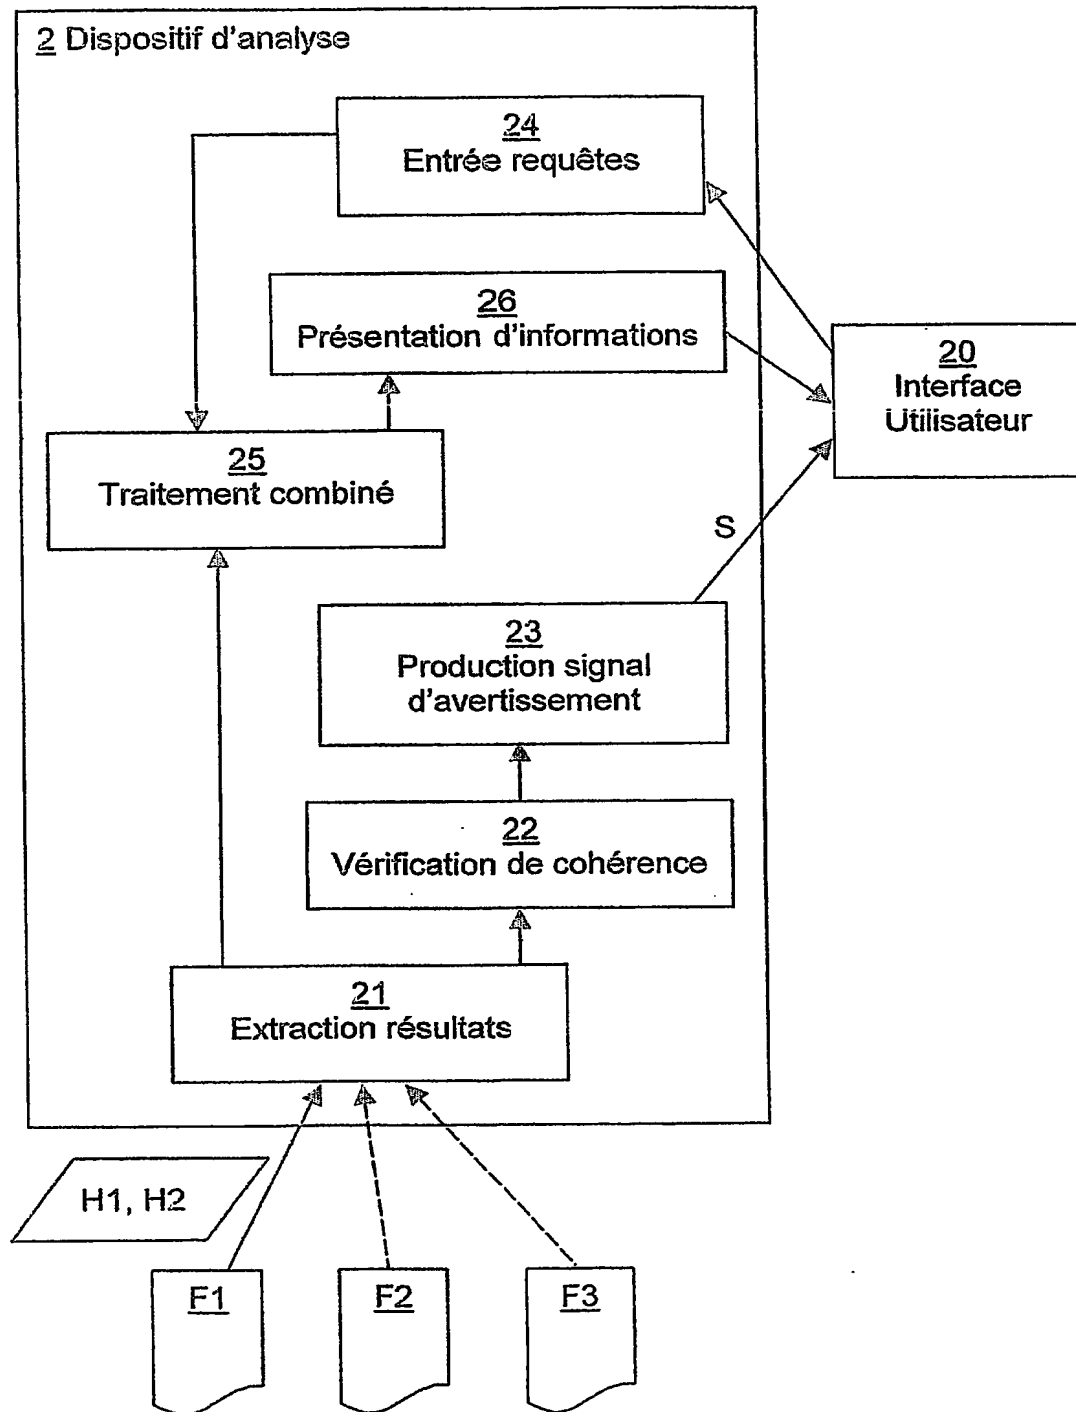 2 Dispositif d'analyse
24
Entrée requêtes
26
Présentation d'informations
20
Interface
Utilisateur
25
Traitement combiné
S
23
Production signal
d'avertissement
22
Vérification de cohérence
21
Extraction résultats
H1, H2
F1
F2
F3